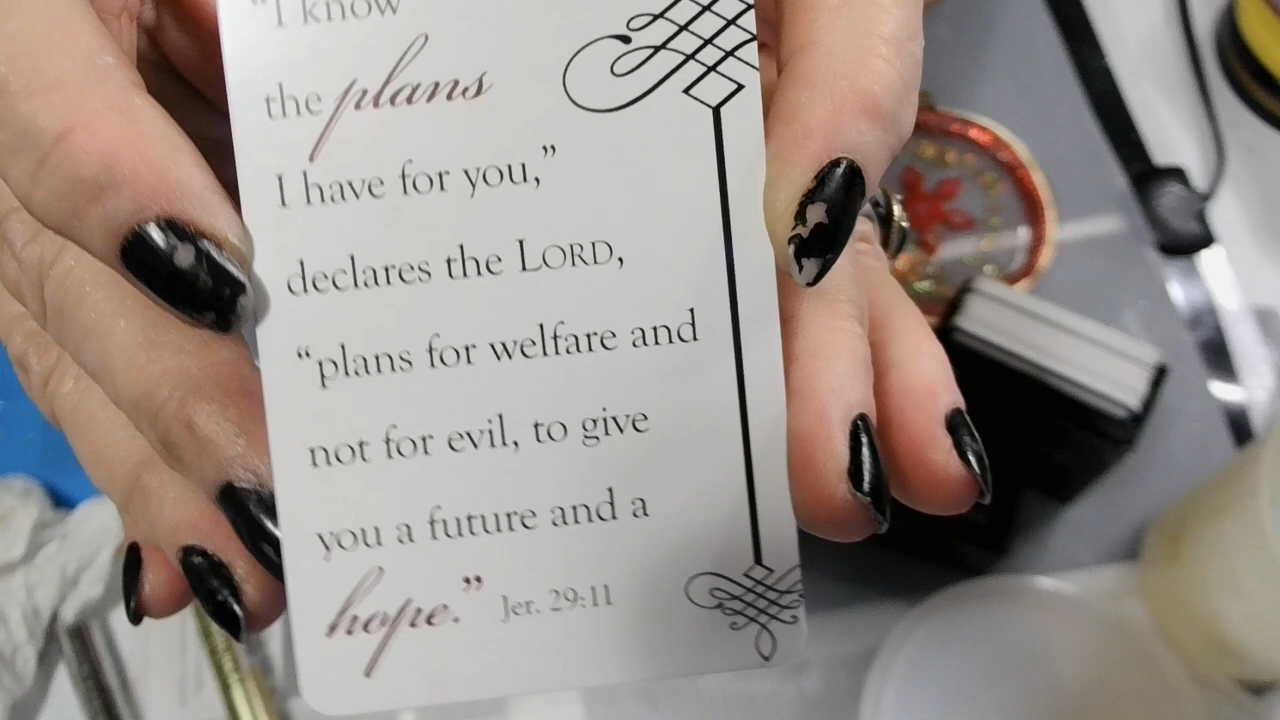 “I know
the plans
I have for you,”
declares the LORD,
“plans for welfare and
not for evil, to give
you a future and a
hope.” Jer. 29:11